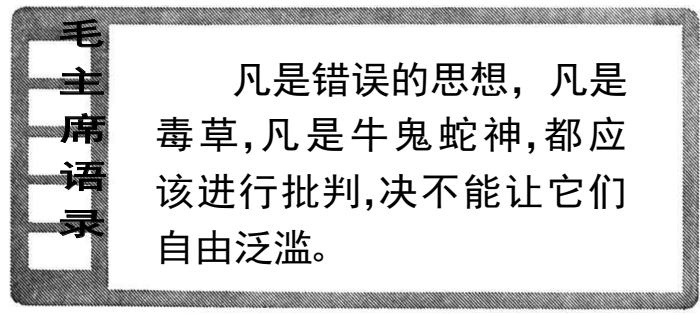 毛主席语录
凡是错误的思想，凡是
毒草,凡是牛鬼蛇神,都应
该进行批判,决不能让它们
自由泛滥。